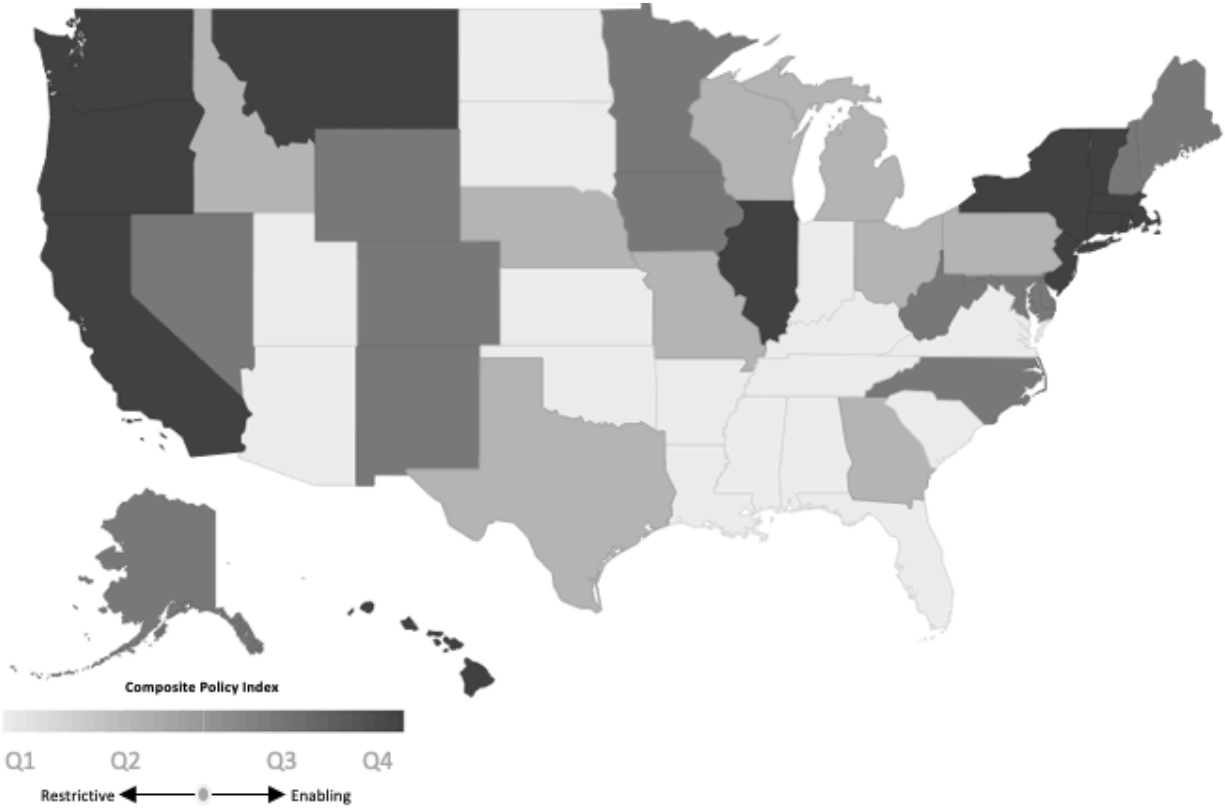 Composite Policy Index
Q1 Q2 Q3 Q4
Restrictive Enabling